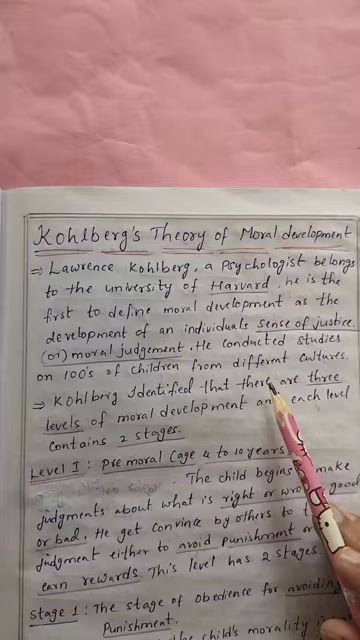 Kohlberg's Theory of Moral development
⇒ Lawrence Kohlberg, a Psychologist belongs
to the university of Harvard. he is the
first to define moral development as the
development of an individuals sense of justice
(or) moral judgement. He conducted studies
on 100's of children from different cultures.
⇒ Kohlberg Identified that there are three
levels of moral development and each level
contains 2 stages.
Level I : pre moral (age 4 to 10 years)
The child begins make
judgments about what is right or wrong good
or bad. He get convince by others to
judgment either to avoid punishment or
earn rewards. This level has 2 stages.
Stage 1 : The stage of Obedience for avoiding
Punishment.
the child's morality is